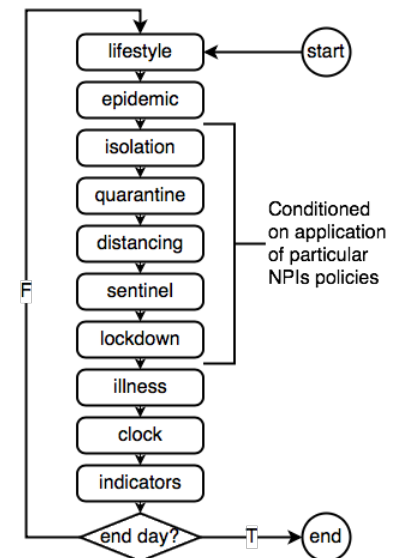 lifestyle
start
epidemic
isolation
quarantine
distancing
sentinel
lockdown
illness
clock
indicators
Conditioned
on application
of particular
NPIs policies
F
end day?
T
end